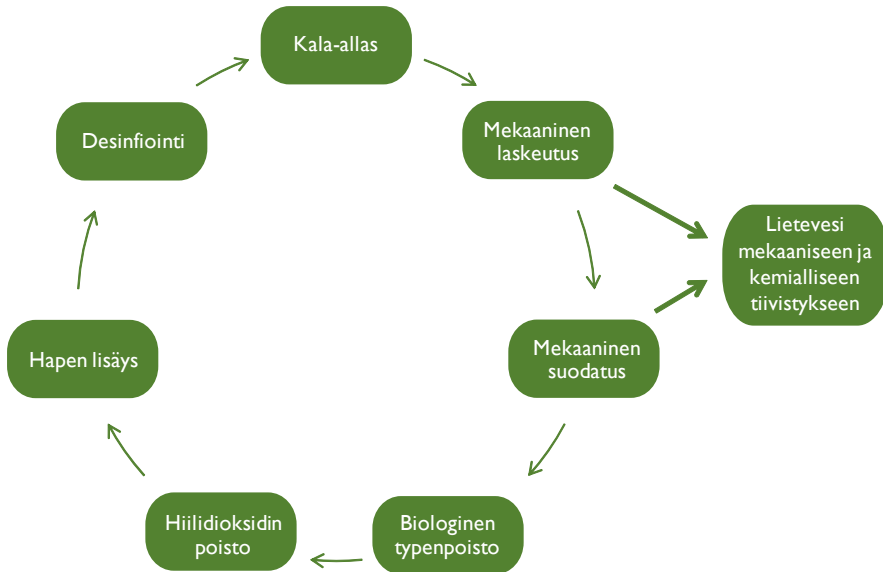 Kala-allas
Mekaaninen
laskeutus
Lietevesi
mekaaniseen ja
kemialliseen
tiivistykseen
Mekaaninen
suodatus
Biologinen
typenpoisto
Hiilidioksidin
poisto
Hapen lisäys
Desinfiointi